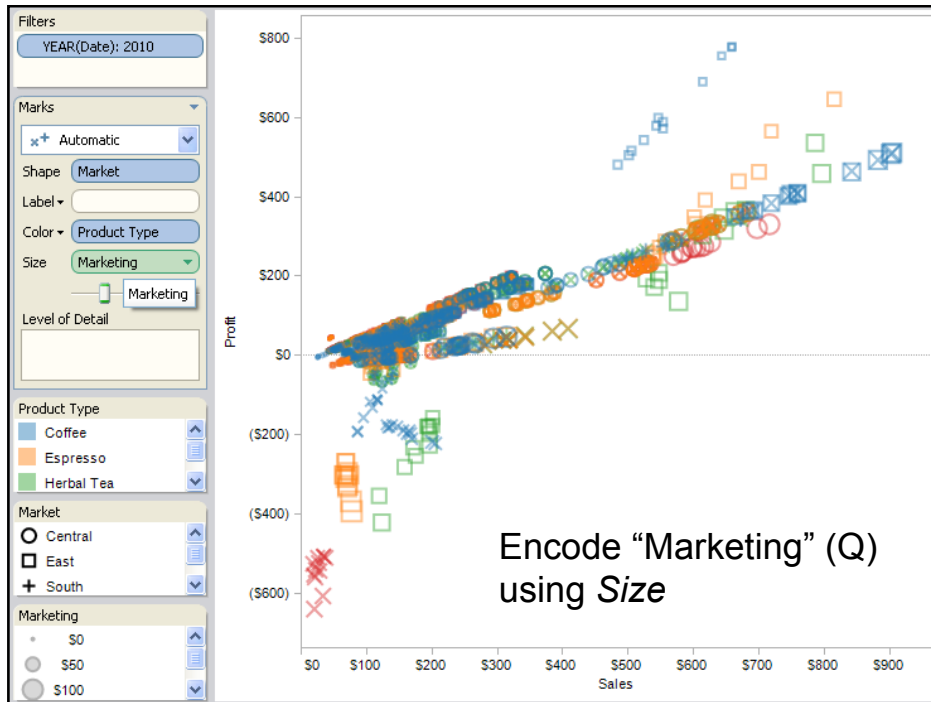 Filters
YEAR(Date): 2010
Marks
Automatic
Shape Market
Label
Color Product Type
Size Marketing
Marketing
Level of Detail
Product Type
Coffee
Espresso
Herbal Tea
Market
Central
East
South
Marketing
$0
$50
$100
$800
$600
$400
$200
$0
($200)
($400)
($600)
Profit
Encode “Marketing” (Q)
using Size
$0 $100 $200 $300 $400 $500 $600 $700 $800 $900
Sales